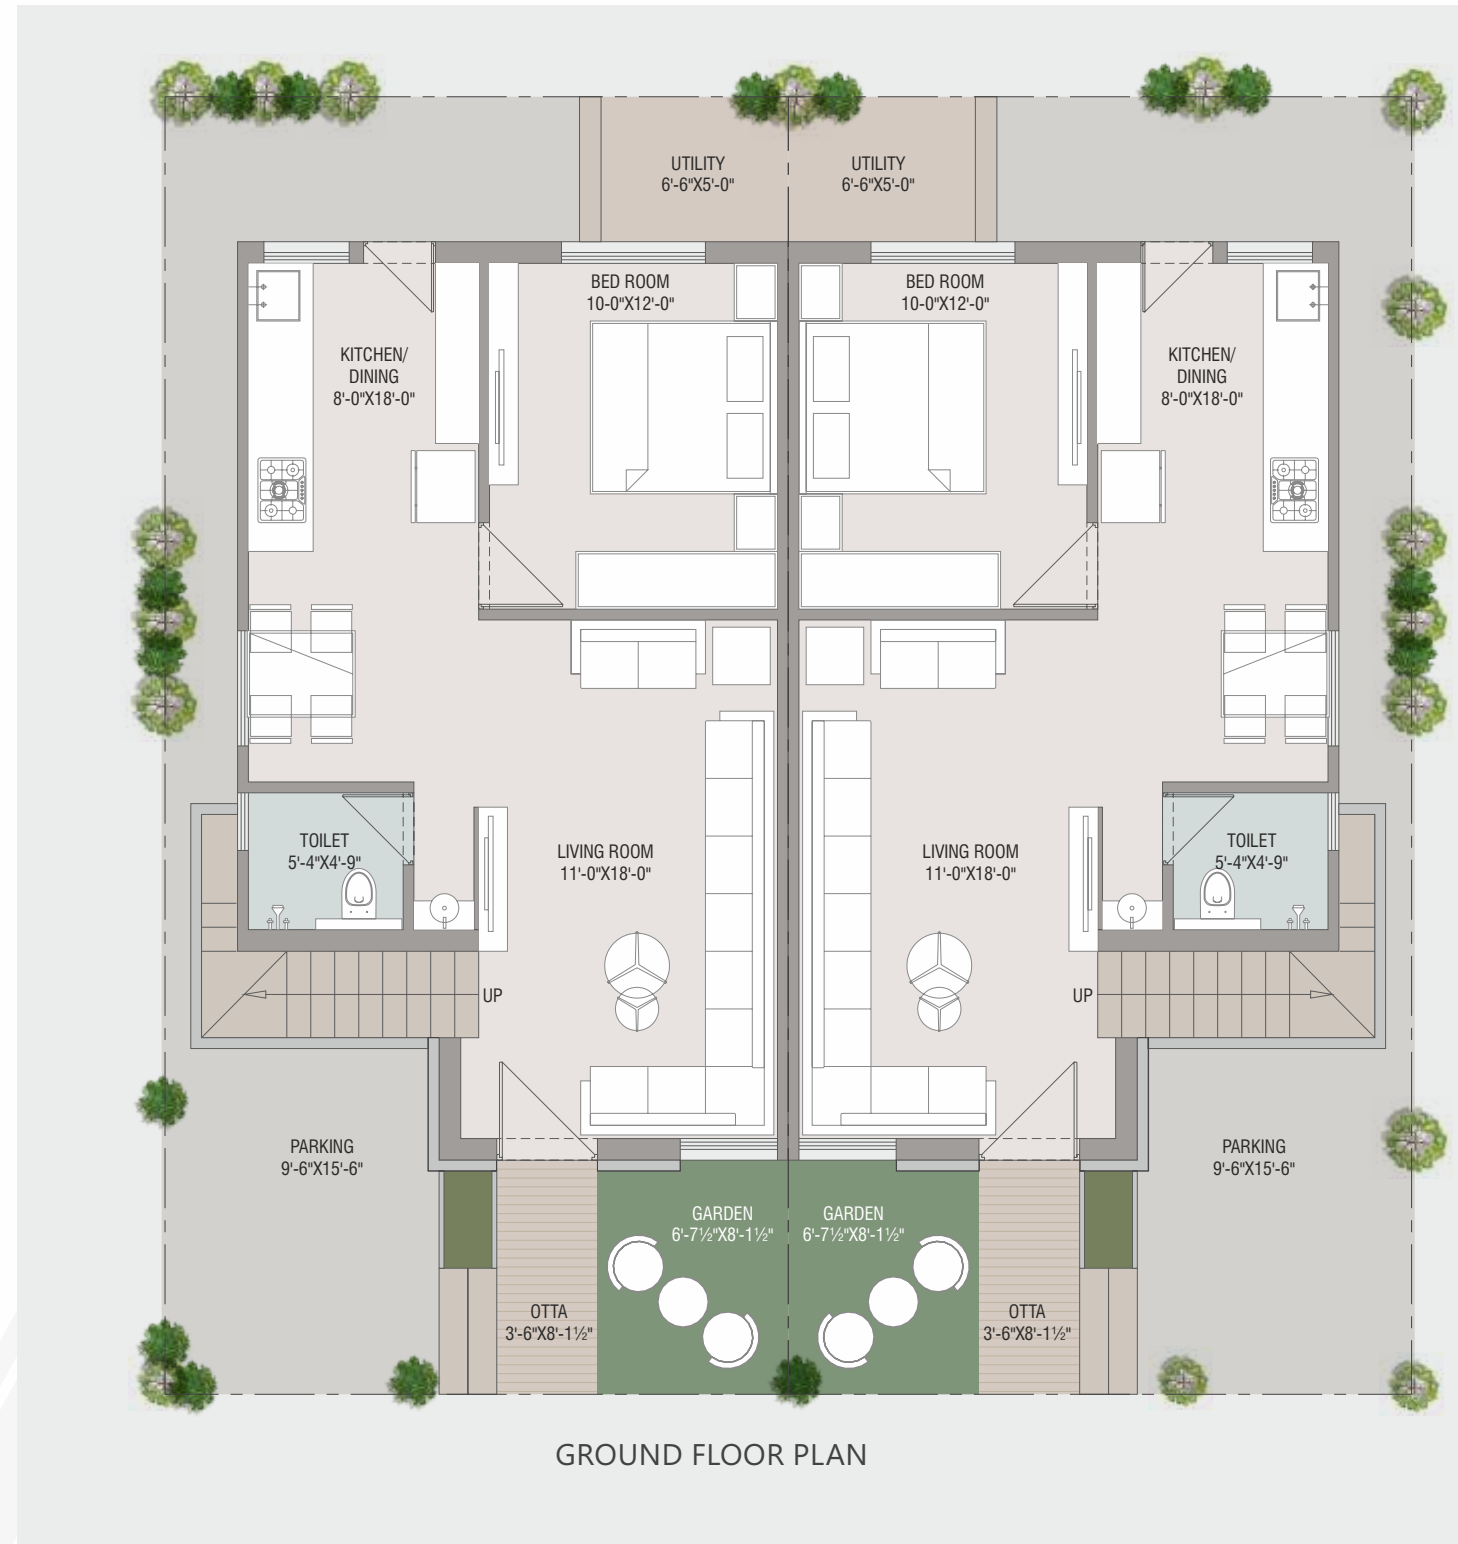 UTILITY
6'-6"X5'-0"
UTILITY
6'-6"X5'-0"
BED ROOM
10-0"X12'-0"
BED ROOM
10-0"X12'-0"
KITCHEN/
DINING
8'-0"X18'-0"
KITCHEN/
DINING
8'-0"X18'-0"
TOILET
5'-4"X4'-9"
LIVING ROOM
11'-0"X18'-0"
LIVING ROOM
11'-0"X18'-0"
TOILET
5'-4"X4'-9"
UP
UP
PARKING
9'-6"X15'-6"
PARKING
9'-6"X15'-6"
GARDEN
6'-7½"X8'-1½"
GARDEN
6'-7½"X8'-1½"
OTTA
3'-6"X8'-1½"
OTTA
3'-6"X8'-1½"
GROUND FLOOR PLAN